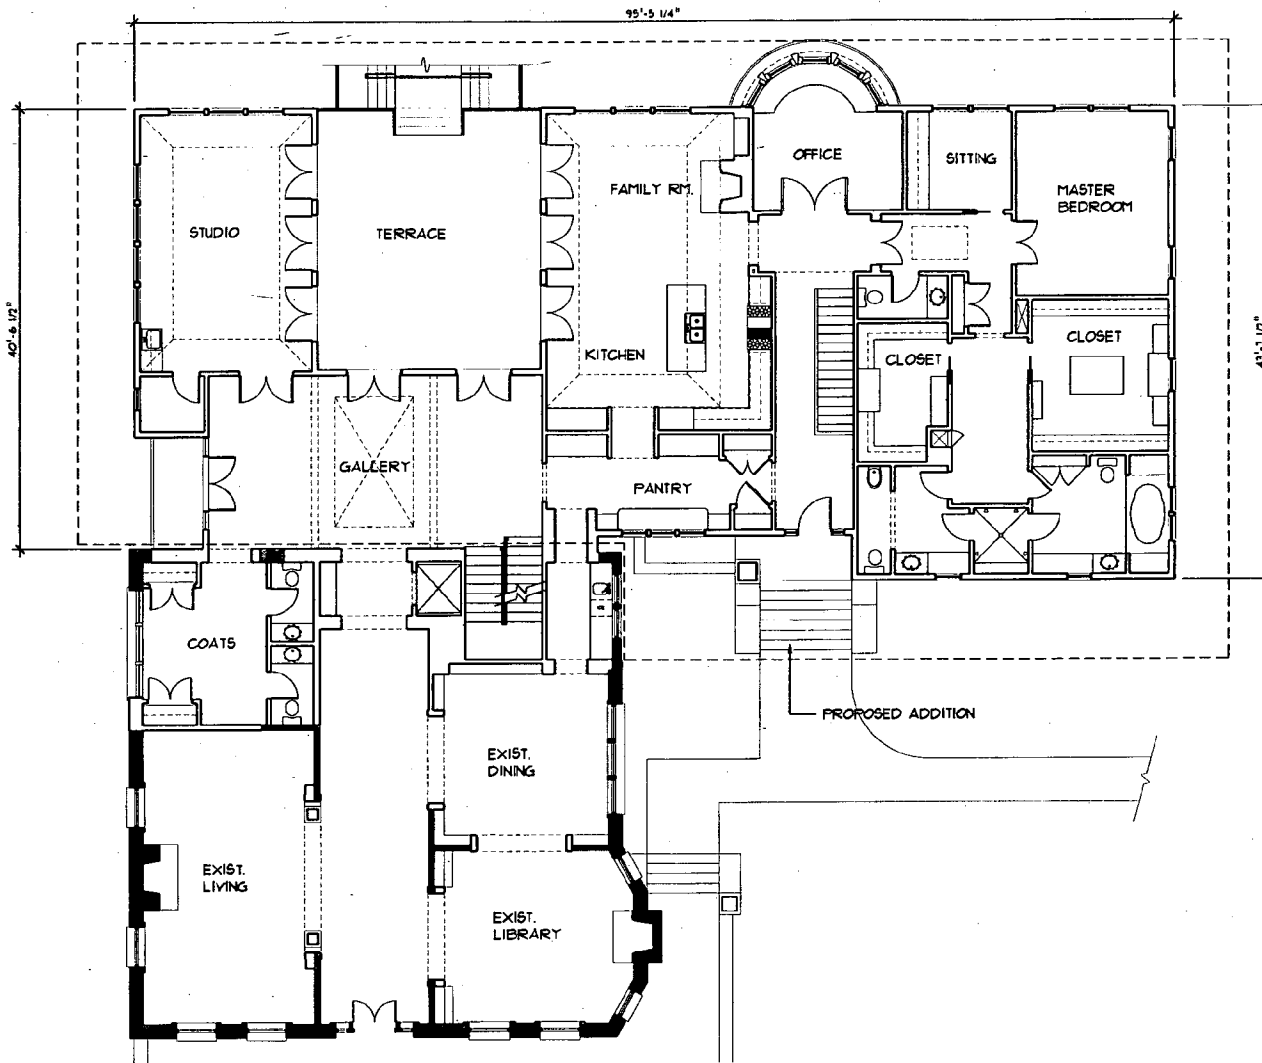 95'-5 1/4"
OFFICE
SITTING
FAMILY RM.
MASTER
BEDROOM
STUDIO
TERRACE
40'-6 1/2"
43'-1 1/2"
KITCHEN
CLOSET
CLOSET
GALLERY
PANTRY
COATS
PROPOSED ADDITION
EXIST.
DINING
EXIST.
LIVING
EXIST.
LIBRARY